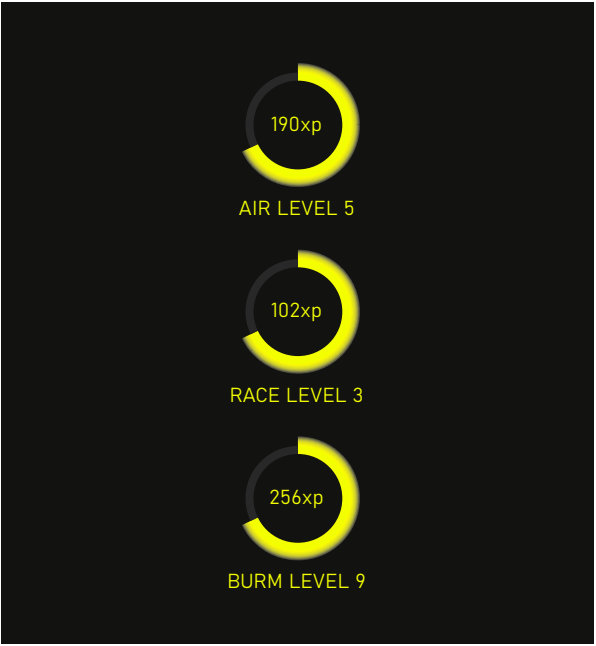 190xp
AIR LEVEL 5
102xp
RACE LEVEL 3
256xp
BURM LEVEL 9